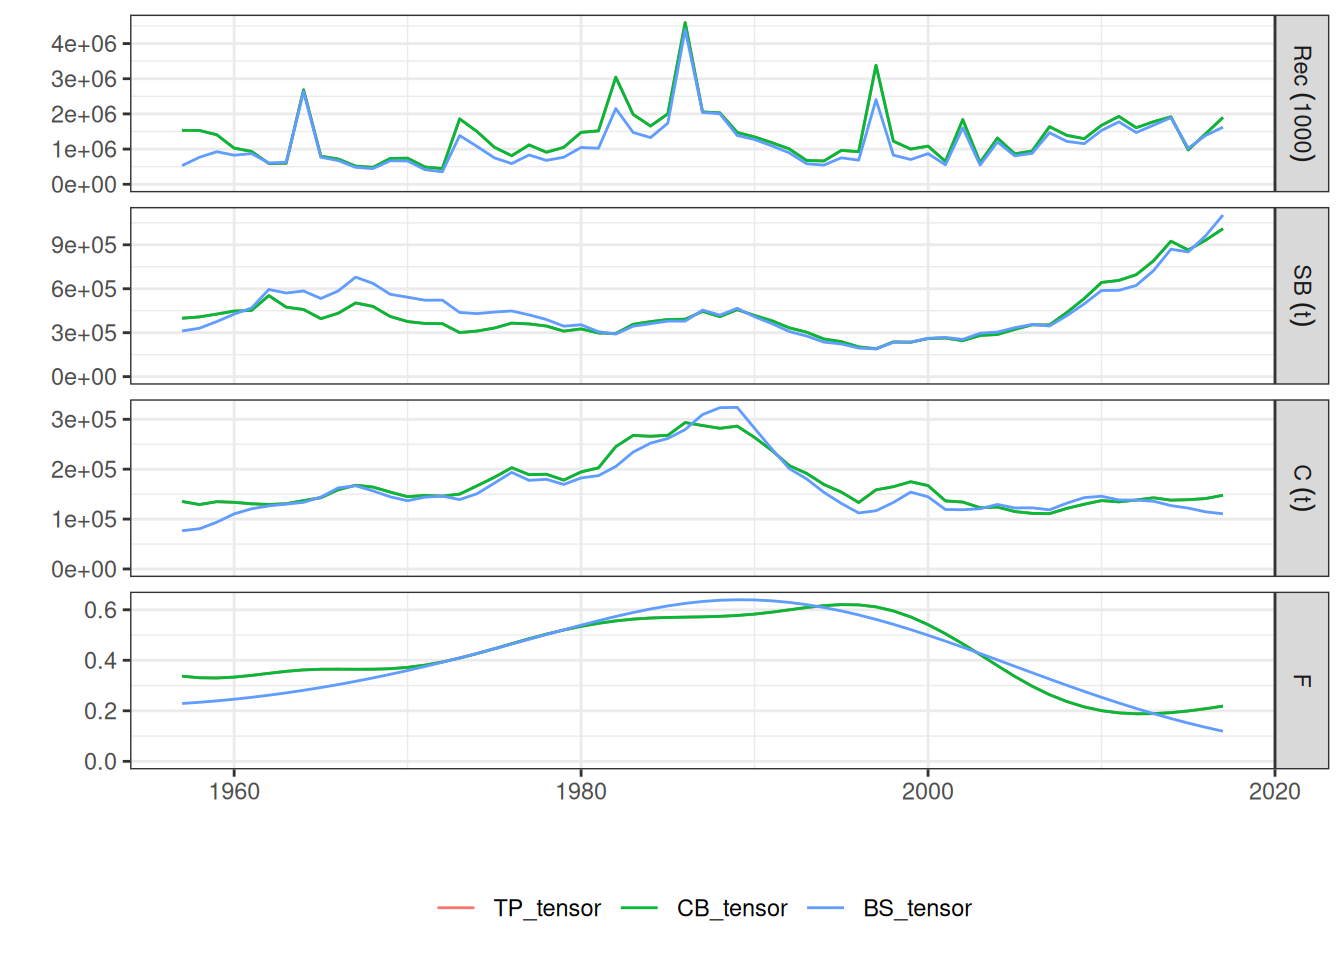 4e+06
3e+06
2e+06
1e+06
0e+00
Rec (1000)
9e+05
6e+05
3e+05
0e+00
SB (t)
3e+05
2e+05
1e+05
0e+00
C (t)
0.6
0.4
0.2
0.0
F
1960 1980 2000 2020
TP_tensor CB_tensor BS_tensor